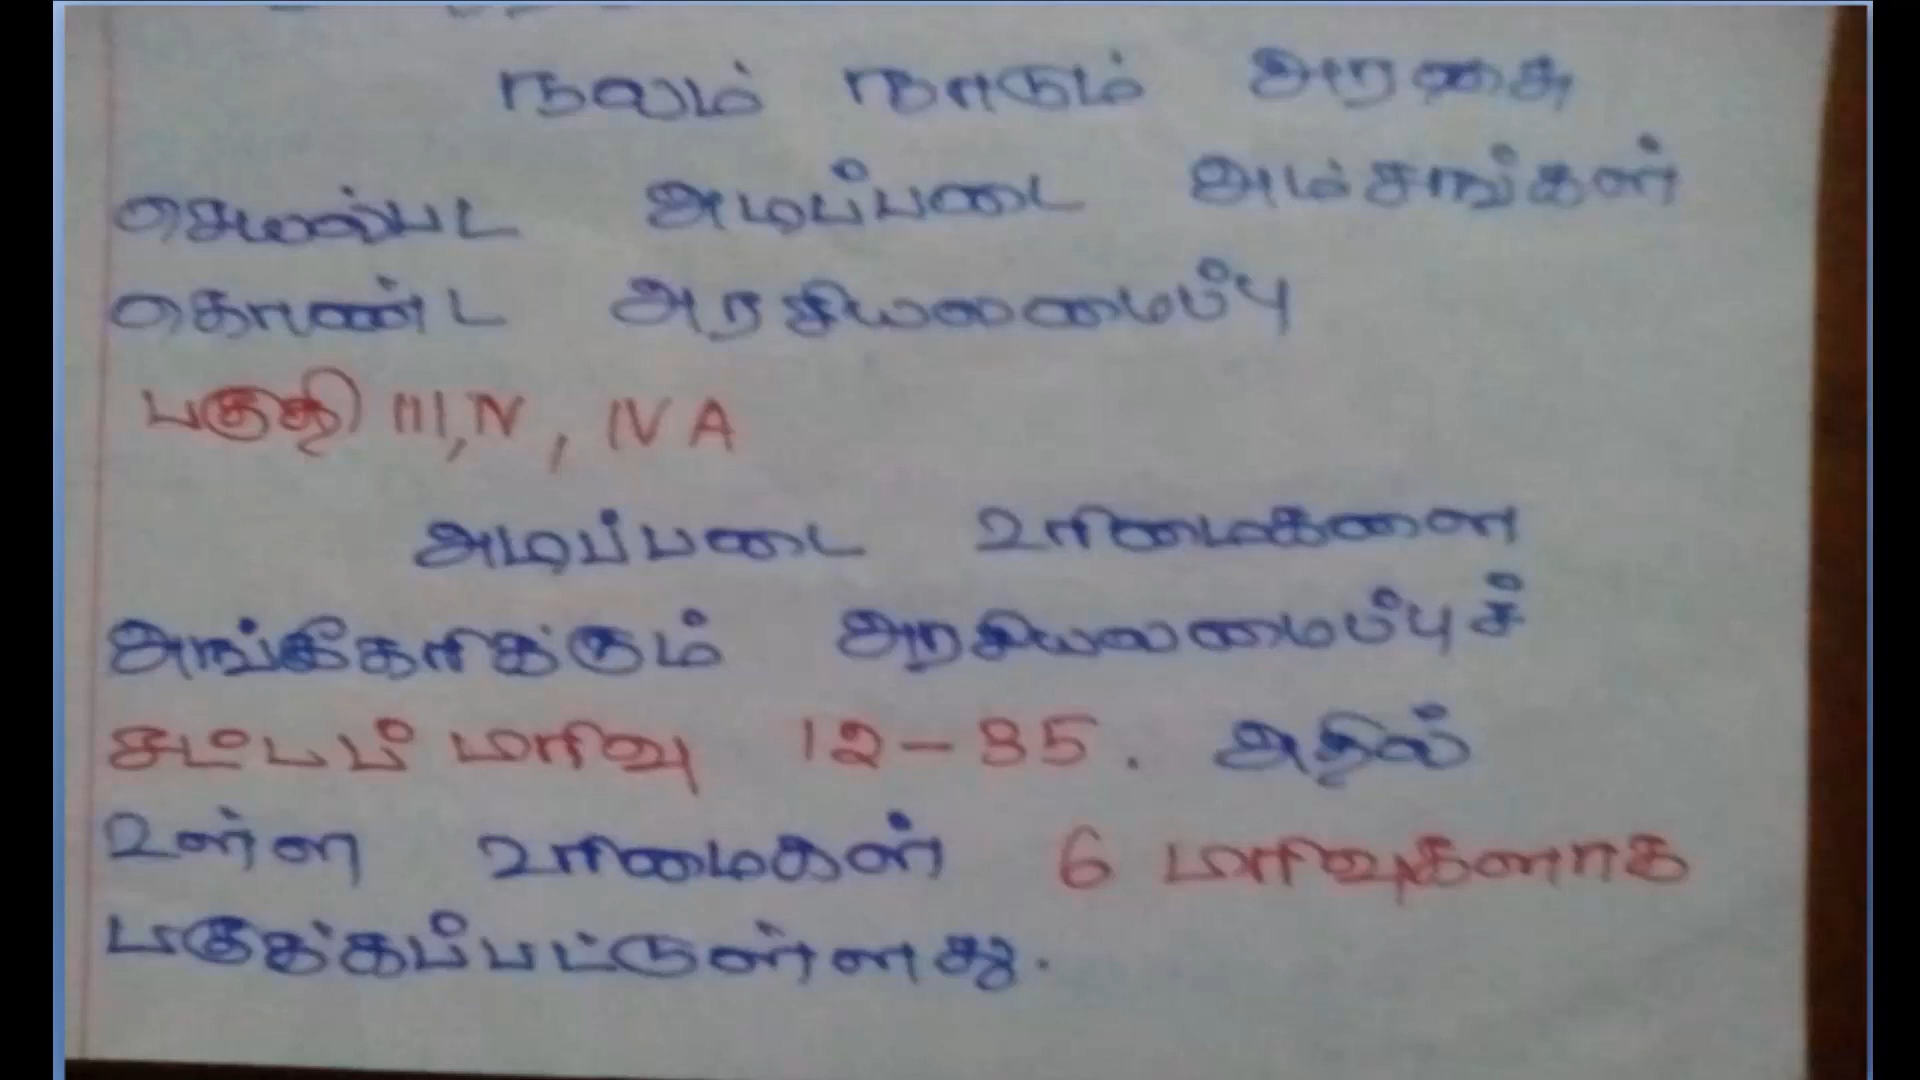 நலம் நாடும் அரசை
செயல்பட அடிப்படை அம்சங்கள்
கொண்ட அரசியலமைப்பு
பகுதி III, IV , IV A
அடிப்படை உரிமைகளை
அங்கீகரிக்கும் அரசியலமைப்புச்
சட்டப் பிரிவு 12-35. அதில்
உள்ள உரிமைகள் 6 பிரிவுகளாக
பகுக்கப்பட்டுள்ளது.